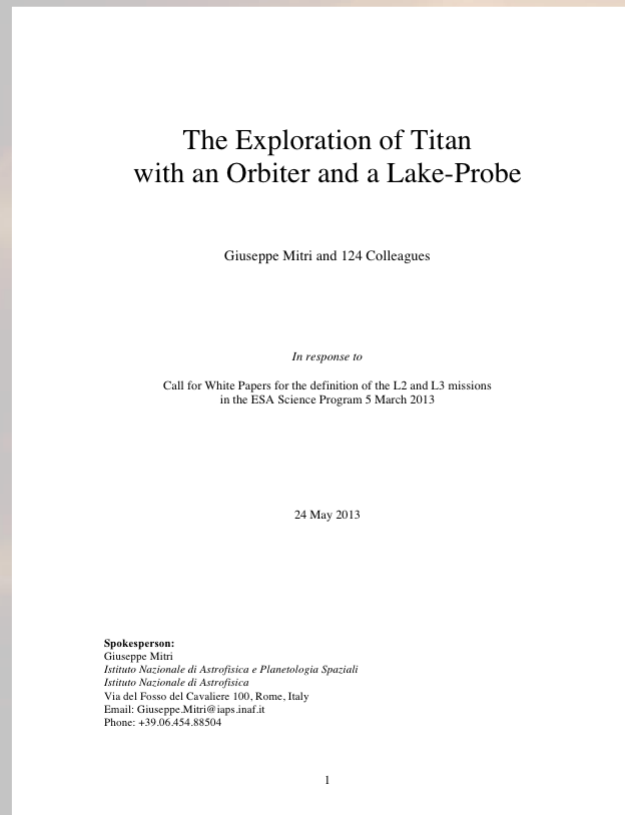 The Exploration of Titan
with an Orbiter and a Lake-Probe
Giuseppe Mitri and 124 Colleagues
In response to
Call for White Papers for the definition of the L2 and L3 missions
in the ESA Science Program 5 March 2013
24 May 2013
Spokesperson:
Giuseppe Mitri
Istituto Nazionale di Astrofisica e Planetologia Spaziali
Istituto Nazionale di Astrofisica
Via del Fosso del Cavaliere 100, Rome, Italy
Email: Giuseppe.Mitri@iaps.inaf.it
Phone: +39.06.454.88504
1